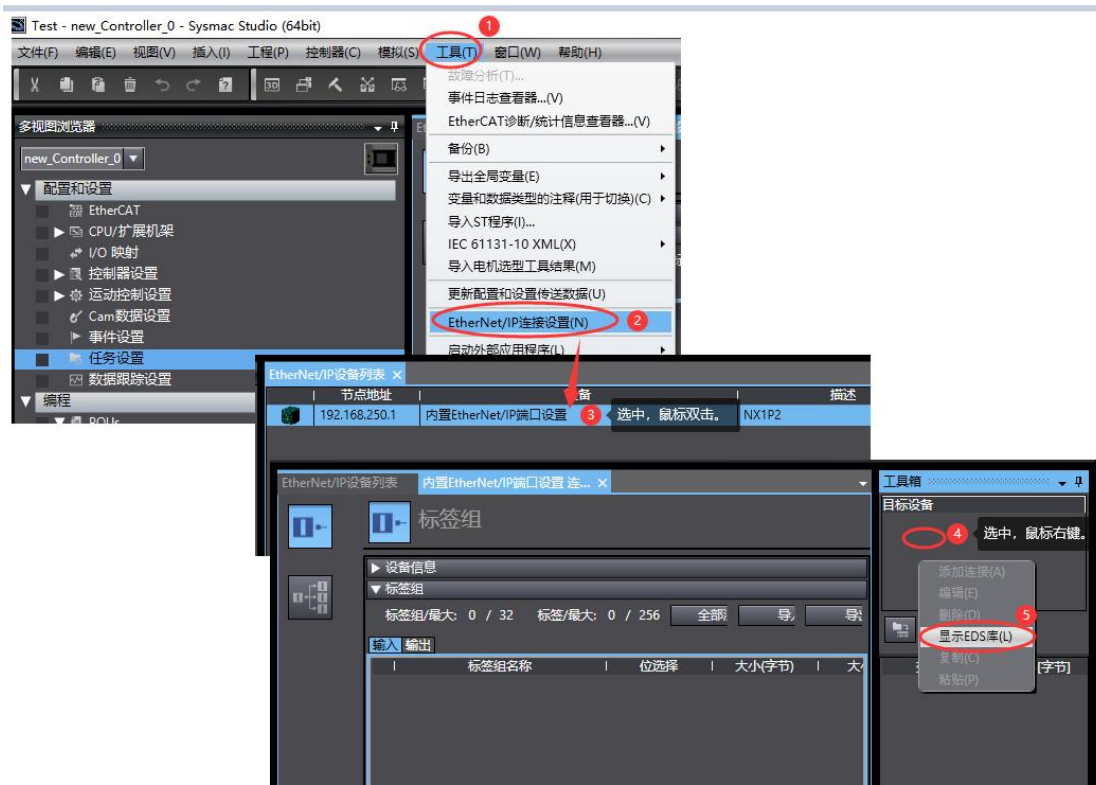 Test - new_Controller_0 - Sysmac Studio (64bit)
1
文件(F) 编辑(E) 视图(V) 插入(I) 工程(P) 控制器(C) 模拟(S) 工具(T) 窗口(W) 帮助(H)
故障分析(T)...
事件日志查看器...(V)
EtherCAT诊断/统计信息查看器...(V)
备份(B)
导出全局变量(E)
变量和数据类型的注释(用于切换)(C)
导入ST程序(I)...
IEC 61131-10 XML(X)
导入电机选型工具结果(M)
更新配置和设置传送数据(U)
EtherNet/IP连接设置(N) 2
启动外部应用程序(L)
多视图浏览器
new_Controller_0
配置和设置
EtherCAT
CPU/扩展机架
I/O 映射
控制器设置
运动控制设置
Cam数据设置
事件设置
任务设置
数据跟踪设置
编程
POUs
EtherNet/IP设备列表
节点地址 备 描述
192.168.250.1 内置EtherNet/IP端口设置 3 选中，鼠标双击。 NX1P2
EtherNet/IP设备列表 内置EtherNet/IP端口设置 连...
标签组
设备信息
标签组
标签组/最大: 0 / 32 标签/最大: 0 / 256 全部 导 导
输入 输出
标签组名称 位选择 大小(字节) 大
工具箱
目标设备
4 选中，鼠标右键。
添加连接(A)
编辑(E)
删除(D) 5
显示EDS库(L)
复制(C)
粘贴(P)
[字节]